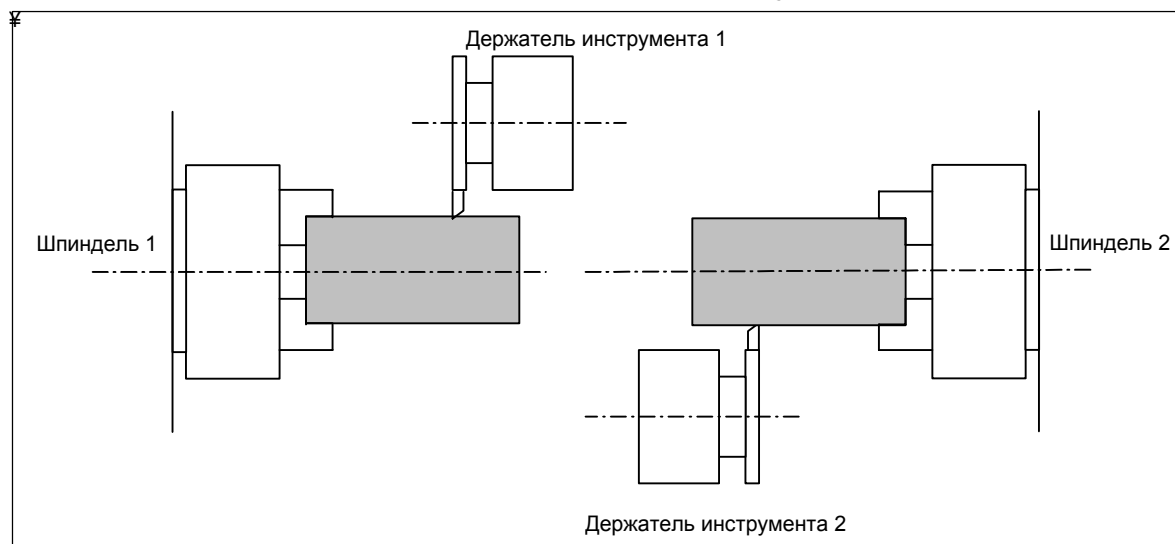 ¥
Держатель инструмента 1
Шпиндель 1
Шпиндель 2
Держатель инструмента 2